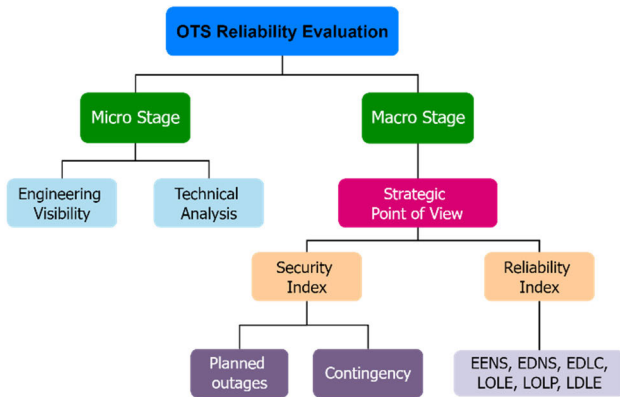 OTS Reliability Evaluation
Micro Stage
Macro Stage
Engineering
Visibility
Technical
Analysis
Strategic
Point of View
Security
Index
Reliability
Index
Planned
outages
Contingency
EENS, EDNS, EDLC,
LOLE, LOLP, LDLE